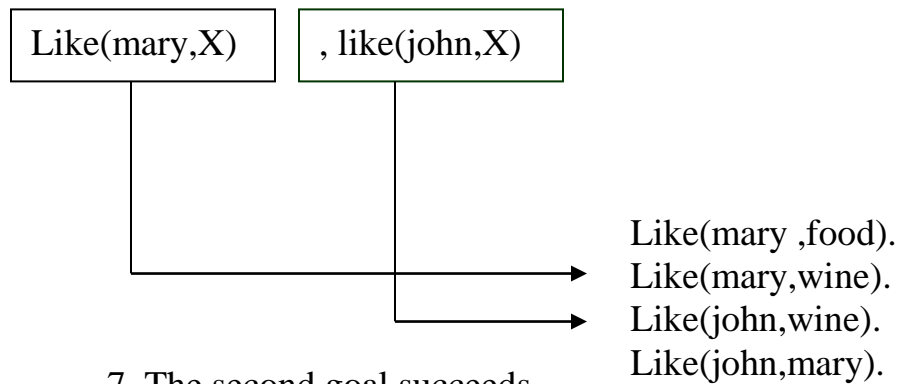 Like(mary,X) , like(john,X)
Like(mary ,food).
Like(mary,wine).
Like(john,wine).
Like(john,mary).
7. The second goal succeeds